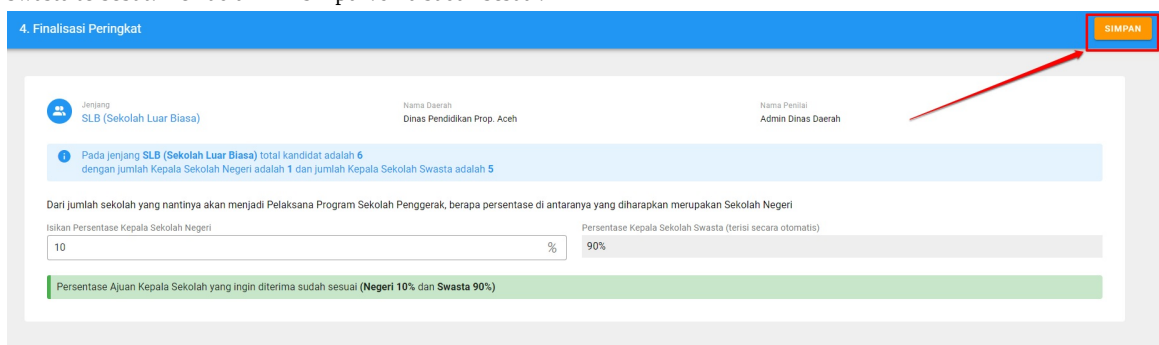 4. Finalisasi Peringkat
SIMPAN
Jenjang
SLB (Sekolah Luar Biasa)
Nama Daerah
Dinas Pendidikan Prop. Aceh
Nama Penilai
Admin Dinas Daerah
Pada jenjang SLB (Sekolah Luar Biasa) total kandidat adalah 6
dengan jumlah Kepala Sekolah Negeri adalah 1 dan jumlah Kepala Sekolah Swasta adalah 5
Dari jumlah sekolah yang nantinya akan menjadi Pelaksana Program Sekolah Penggerak, berapa persentase di antaranya yang diharapkan merupakan Sekolah Negeri
Isikan Persentase Kepala Sekolah Negeri
10 %
Persentase Kepala Sekolah Swasta (terisi secara otomatis)
90%
Persentase Ajuan Kepala Sekolah yang ingin diterima sudah sesuai (Negeri 10% dan Swasta 90%)